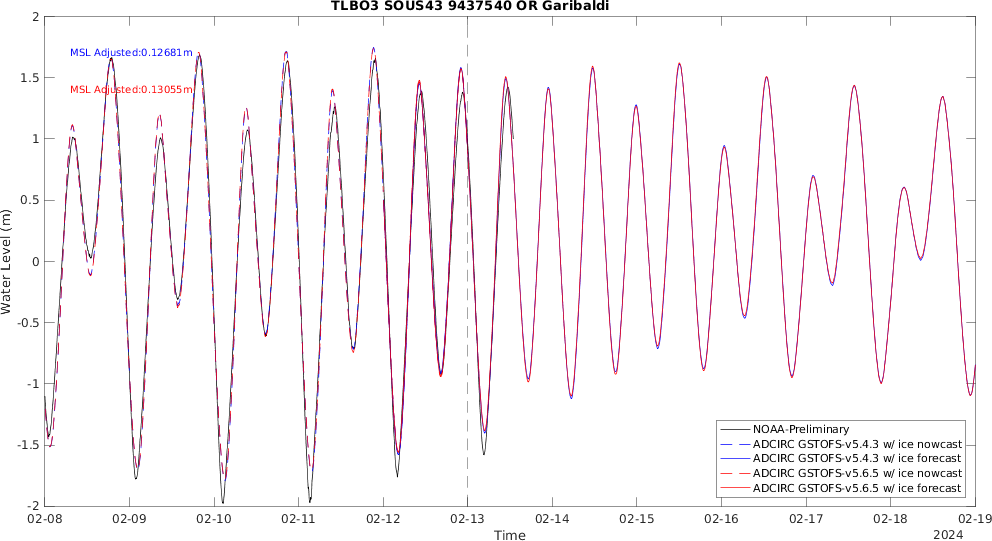 TLBO3 SOUS43 9437540 OR Garibaldi
MSL Adjusted:0.12681m
MSL Adjusted:0.13055m
Water Level (m)
2
1.5
1
0.5
0
-0.5
-1
-1.5
-2
NOAA-Preliminary
ADCIRC GSTOFS-v5.4.3 w/ ice nowcast
ADCIRC GSTOFS-v5.4.3 w/ ice forecast
ADCIRC GSTOFS-v5.6.5 w/ ice nowcast
ADCIRC GSTOFS-v5.6.5 w/ ice forecast
02-08 02-09 02-10 02-11 02-12 02-13 02-14 02-15 02-16 02-17 02-18 02-19
Time
2024